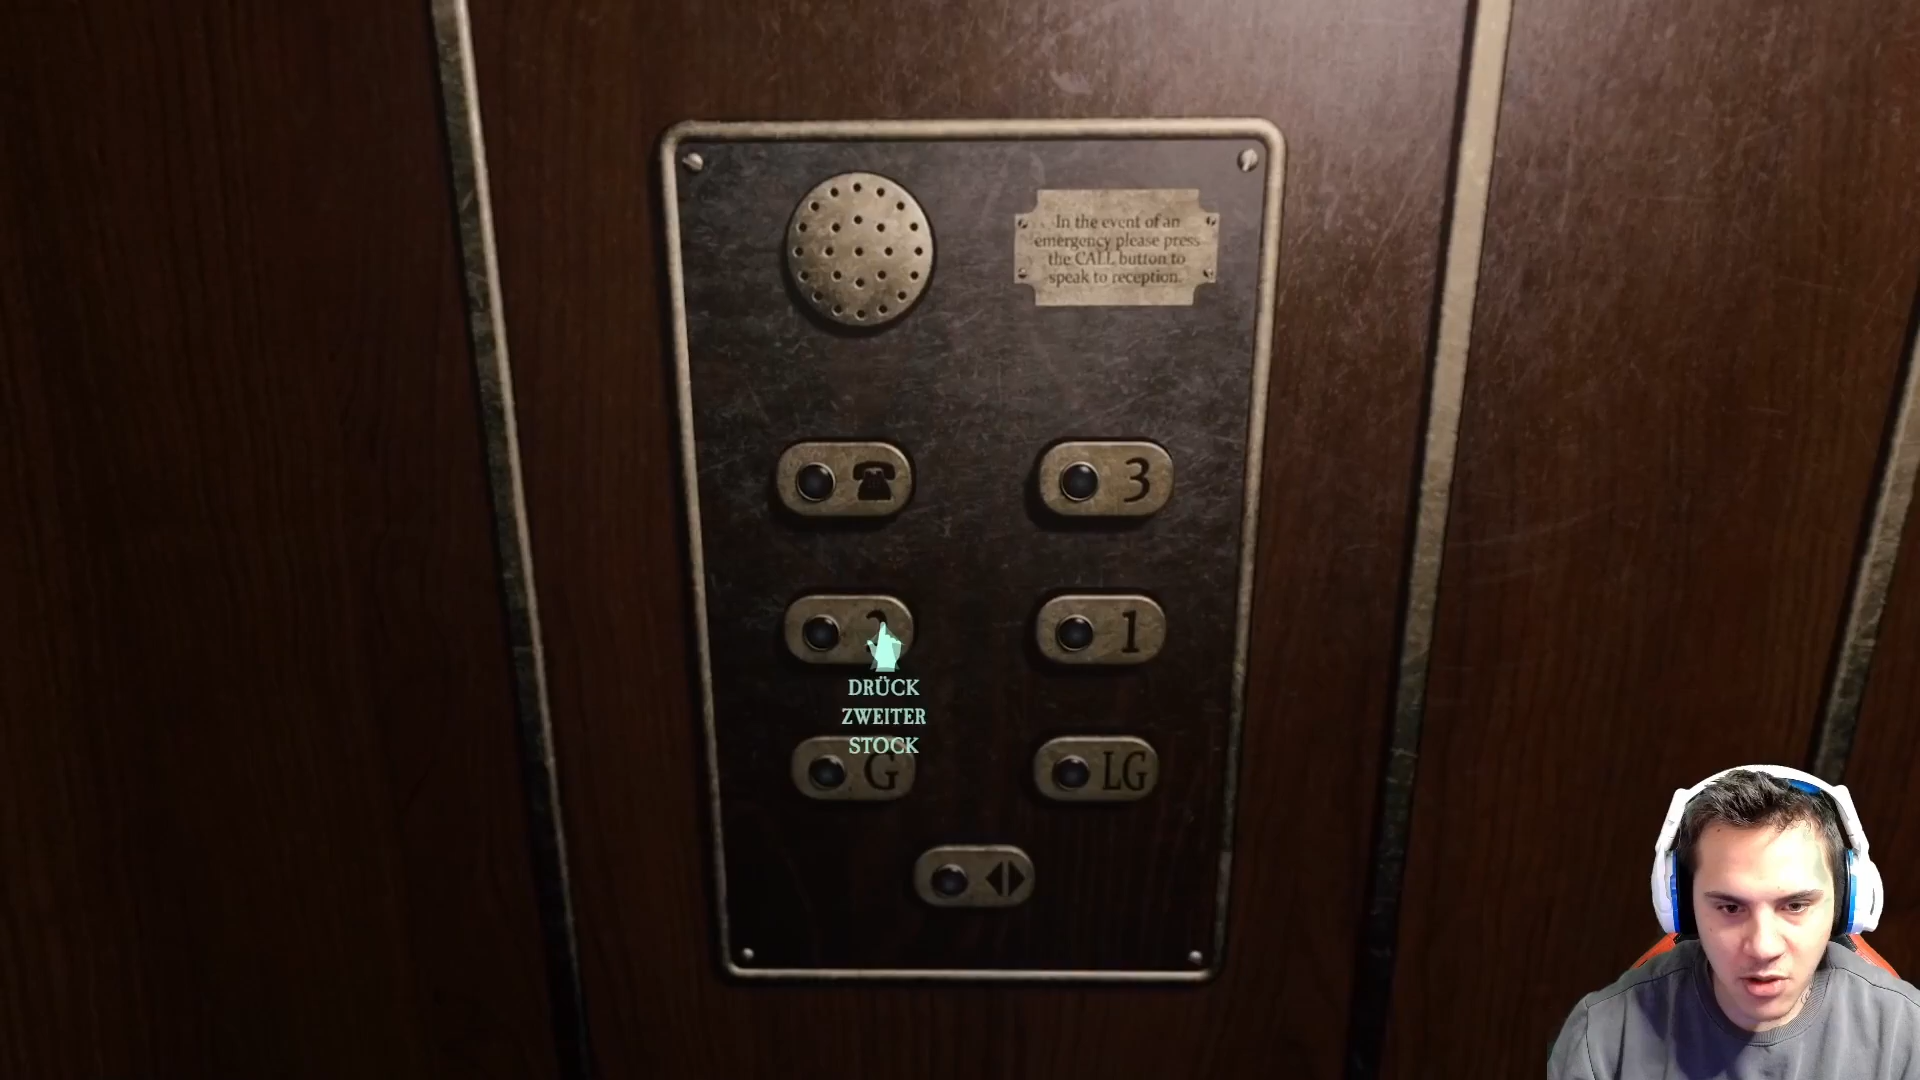 In the event of an
emergency please press
the CALL button to
speak to reception.
3
1
DRÜCK
ZWEITER
STOCK
G
LG